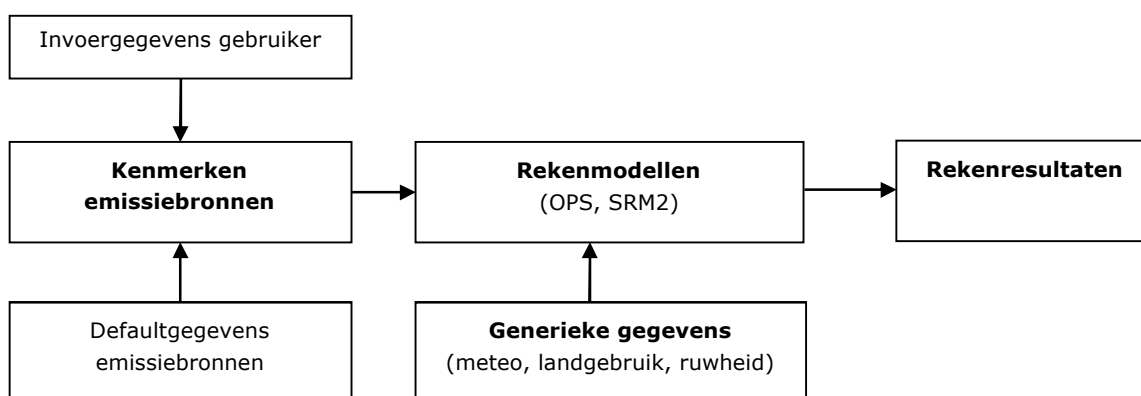 Invoergegevens gebruiker
Kenmerken
emissiebronnen
Rekenmodellen
(OPS, SRM2)
Rekenresultaten
Defaultgegevens
emissiebronnen
Generieke gegevens
(meteo, landgebruik, ruwheid)